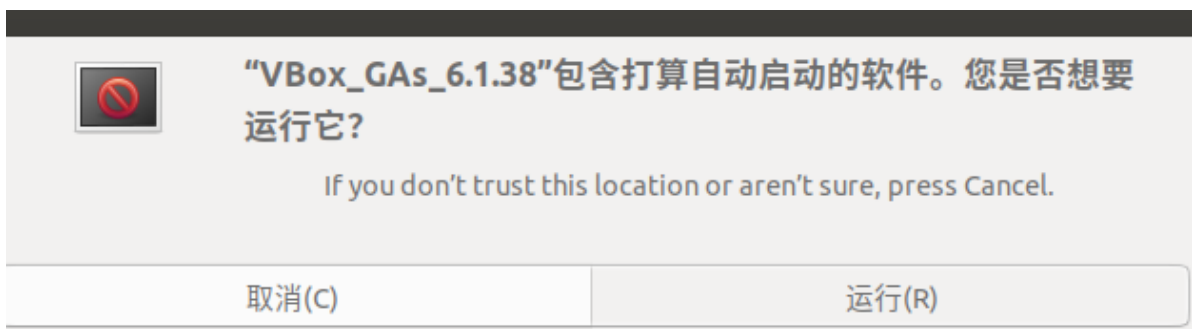 “VBox_GAs_6.1.38”包含打算自动启动的软件。您是否想要
运行它?
If you don’t trust this location or aren’t sure, press Cancel.
取消(C)
运行(R)